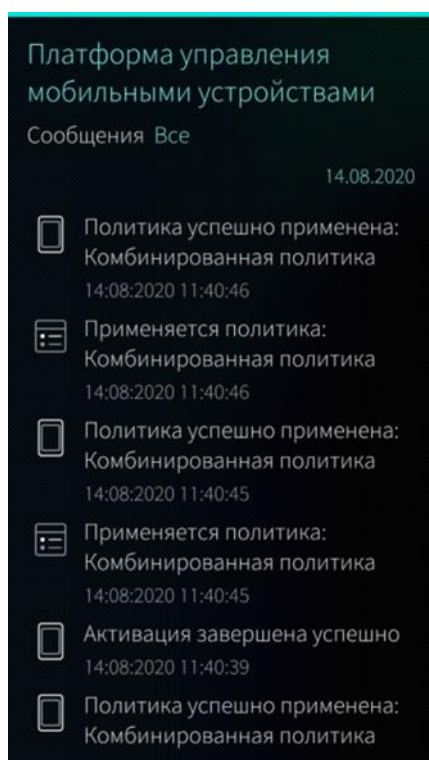 Платформа управления
мобильными устройствами
Сообщения Все
14.08.2020
Политика успешно применена:
Комбинированная политика
14:08:2020 11:40:46
Применяется политика:
Комбинированная политика
14:08:2020 11:40:46
Политика успешно применена:
Комбинированная политика
14:08:2020 11:40:45
Применяется политика:
Комбинированная политика
14:08:2020 11:40:45
Активация завершена успешно
14:08:2020 11:40:39
Политика успешно применена:
Комбинированная политика